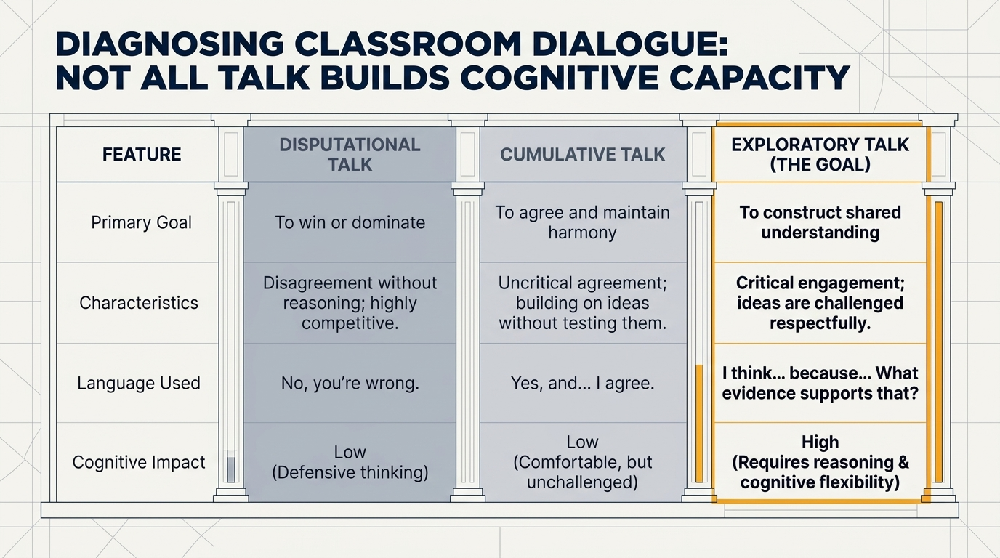 DIAGNOSING CLASSROOM DIALOGUE:
NOT ALL TALK BUILDS COGNITIVE CAPACITY
FEATURE
DISPUTATIONAL
TALK
CUMULATIVE TALK
EXPLORATORY TALK
(THE GOAL)
Primary Goal
To win or dominate
To agree and maintain
harmony
To construct shared
understanding
Characteristics
Disagreement without
reasoning; highly
competitive.
Uncritical agreement;
building on ideas
without testing them.
Critical engagement;
ideas are challenged
respectfully.
Language Used
No, you’re wrong.
Yes, and... I agree.
I think... because... What
evidence supports that?
Cognitive Impact
Low
(Defensive thinking)
Low
(Comfortable, but
unchallenged)
High
(Requires reasoning &
cognitive flexibility)